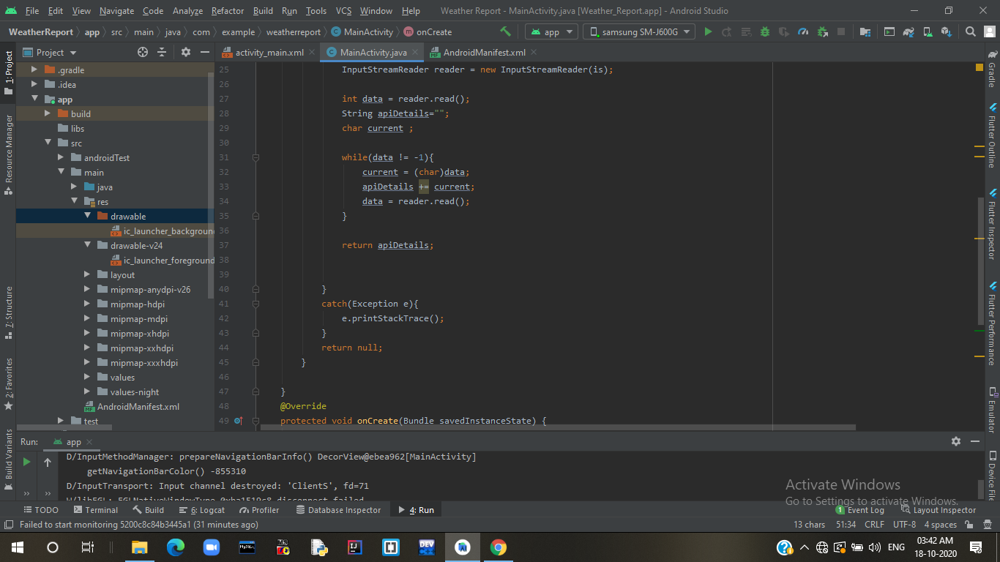 File Edit View Navigate Code Analyze Refactor Build Run Tools VCS Window Help Weather Report - MainActivity.java [Weather_Report.app] - Android Studio
WeatherReport app src main java com example weatherreport MainActivity onCreate app samsung SM-J600G
Project
activity_main.xml MainActivity.java AndroidManifest.xml
1: Project
Resource Manager
7: Structure
2: Favorites
Build Variants
.gradle
.idea
app
build
libs
src
androidTest
main
java
res
drawable
ic_launcher_background
drawable-v24
ic_launcher_foreground
layout
mipmap-anydpi-v26
mipmap-hdpi
mipmap-mdpi
mipmap-xhdpi
mipmap-xxhdpi
mipmap-xxxhdpi
values
values-night
AndroidManifest.xml
test
25 InputStreamReader reader = new InputStreamReader(is);
26
27 int data = reader.read();
28 String apiDetails="";
29 char current ;
30
31 while(data != -1){
32 current = (char)data;
33 apiDetails += current;
34 data = reader.read();
35 }
36
37 return apiDetails;
38
39
40 }
41 catch(Exception e){
42 e.printStackTrace();
43 }
44 return null;
45 }
46
47 }
48 @Override
49 protected void onCreate(Bundle savedInstanceState) {
Gradle
Flutter Outline
Flutter Inspector
Flutter Performance
Emulator
Device File
Run: app
D/InputMethodManager: prepareNavigationBarInfo() DecorView@ebea962[MainActivity]
getNavigationBarColor() -855310
D/InputTransport: Input channel destroyed: 'ClientS', fd=71
W/libEGL: EGLNativeWindowType 0xba1519c8 disconnect failed
Activate Windows
Go to Settings to activate Windows.
TODO Terminal Build 6: Logcat Profiler Database Inspector 4: Run 1 Event Log Layout Inspector
Failed to start monitoring 5200c8c84b3445a1 (31 minutes ago) 13 chars 51:34 CRLF UTF-8 4 spaces
MySQL DEV C++ ENG 03:42 AM
18-10-2020